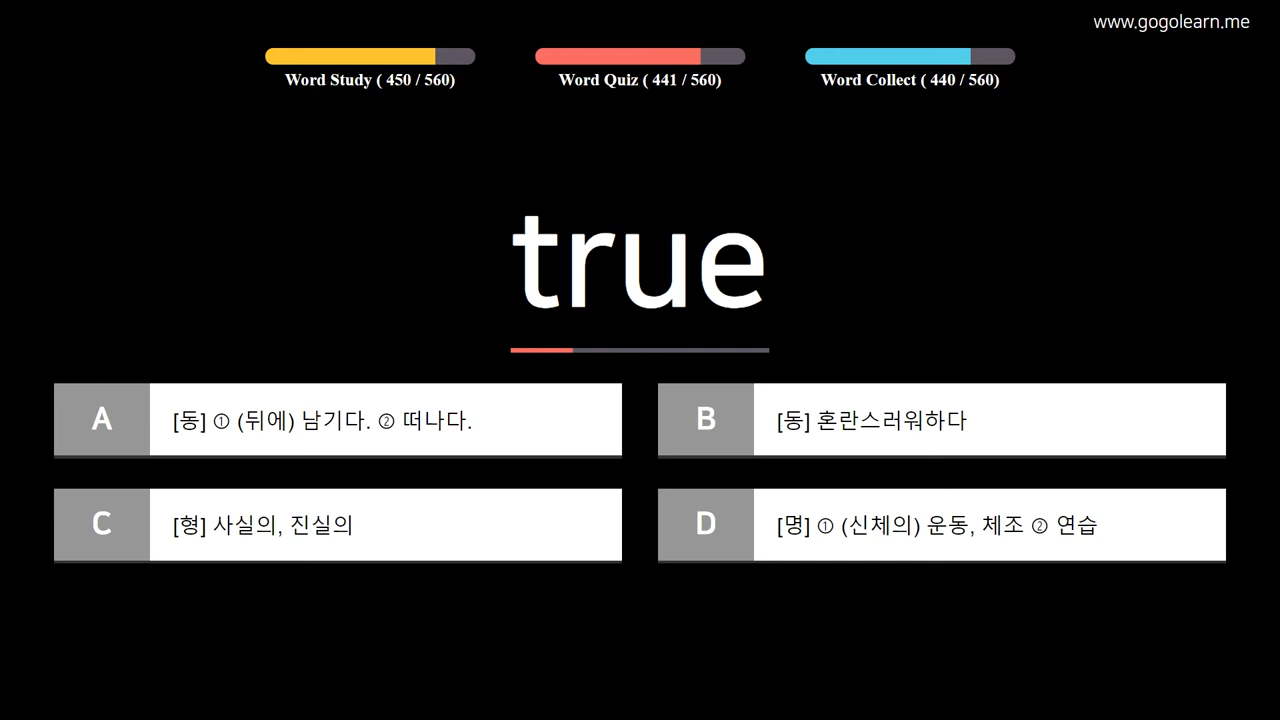 www.gogolearn.me
Word Study ( 450 / 560)
Word Quiz ( 441 / 560)
Word Collect ( 440 / 560)
true
A
[동] ① (뒤에) 남기다. ② 떠나다.
B
[동] 혼란스러워하다
C
[형] 사실의, 진실의
D
[명] ① (신체의) 운동, 체조 ② 연습